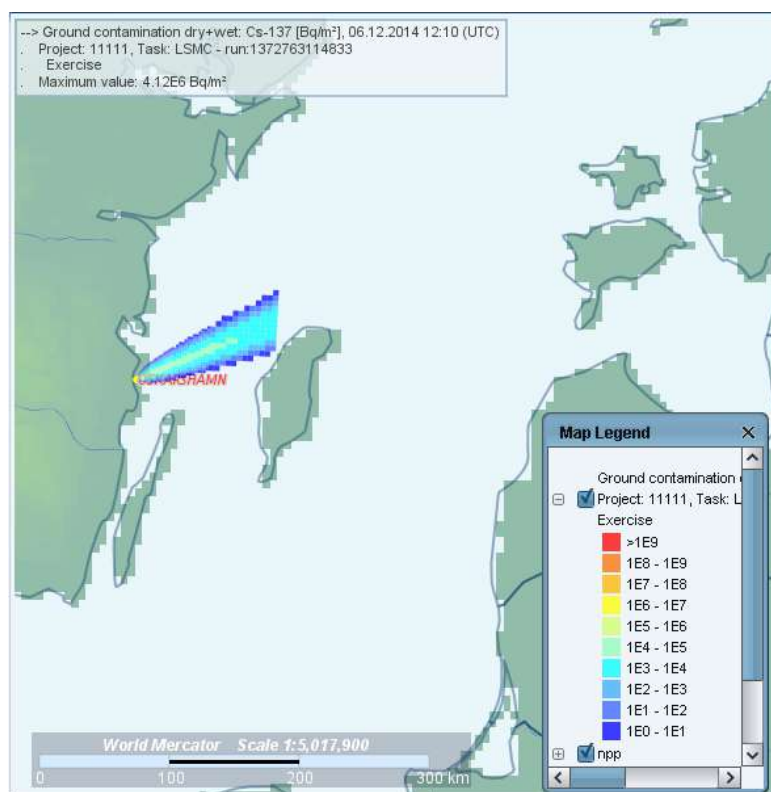 --> Ground contamination dry+wet: Cs-137 [Bq/m²], 06.12.2014 12:10 (UTC)
. Project: 11111, Task: LSMC - run:1372763114833
. Exercise
. Maximum value: 4.12E6 Bq/m²
OSKARSHAMN
Map Legend
Ground contamination
Project: 11111, Task: L
Exercise
>1E9
1E8 - 1E9
1E7 - 1E8
1E6 - 1E7
1E5 - 1E6
1E4 - 1E5
1E3 - 1E4
1E2 - 1E3
1E1 - 1E2
1E0 - 1E1
npp
World Mercator Scale 1:5,017,900
0 100 200 300 km